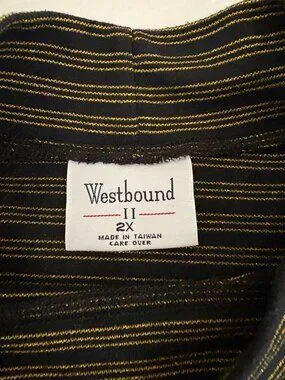 Westbound
II
2X
MADE IN TAIWAN
CARE OVER